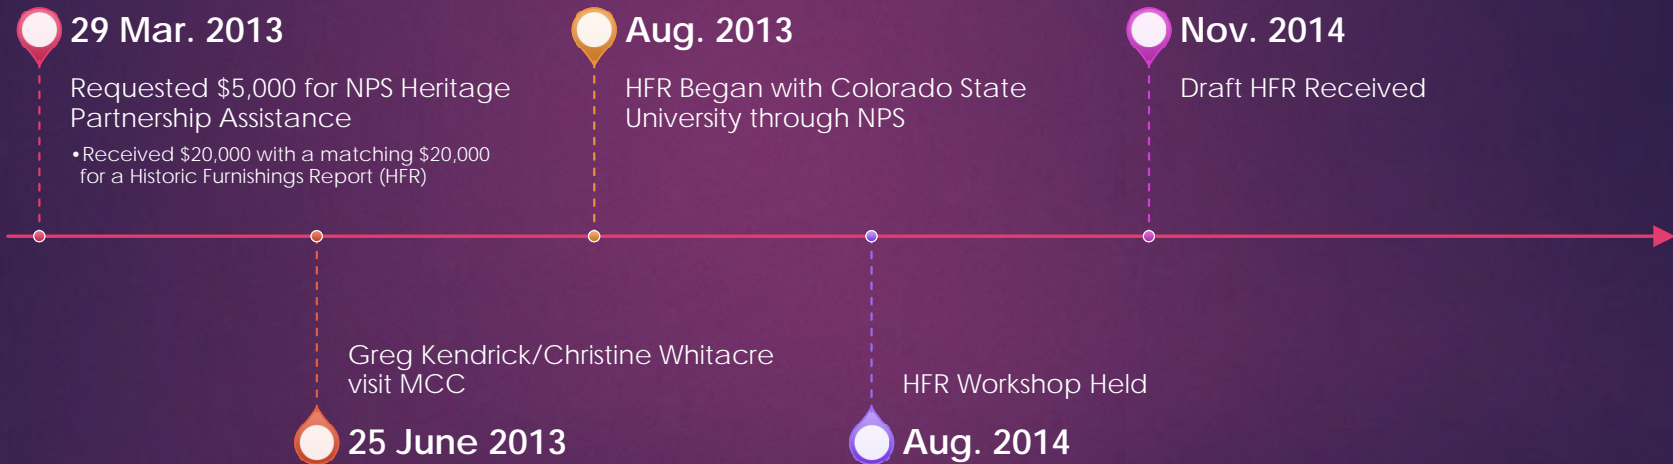 29 Mar. 2013
Requested $5,000 for NPS Heritage
Partnership Assistance
•Received $20,000 with a matching $20,000
for a Historic Furnishings Report (HFR)
25 June 2013
Greg Kendrick/Christine Whitacre
visit MCC
Aug. 2013
HFR Began with Colorado State
University through NPS
Aug. 2014
HFR Workshop Held
Nov. 2014
Draft HFR Received